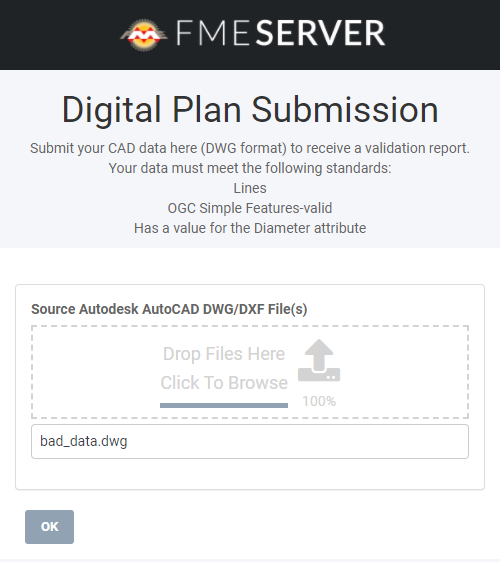 FMESERVER
Digital Plan Submission
Submit your CAD data here (DWG format) to receive a validation report.
Your data must meet the following standards:
Lines
OGC Simple Features-valid
Has a value for the Diameter attribute
Source Autodesk AutoCAD DWG/DXF File(s)
Drop Files Here
Click To Browse
100%
bad_data.dwg
OK